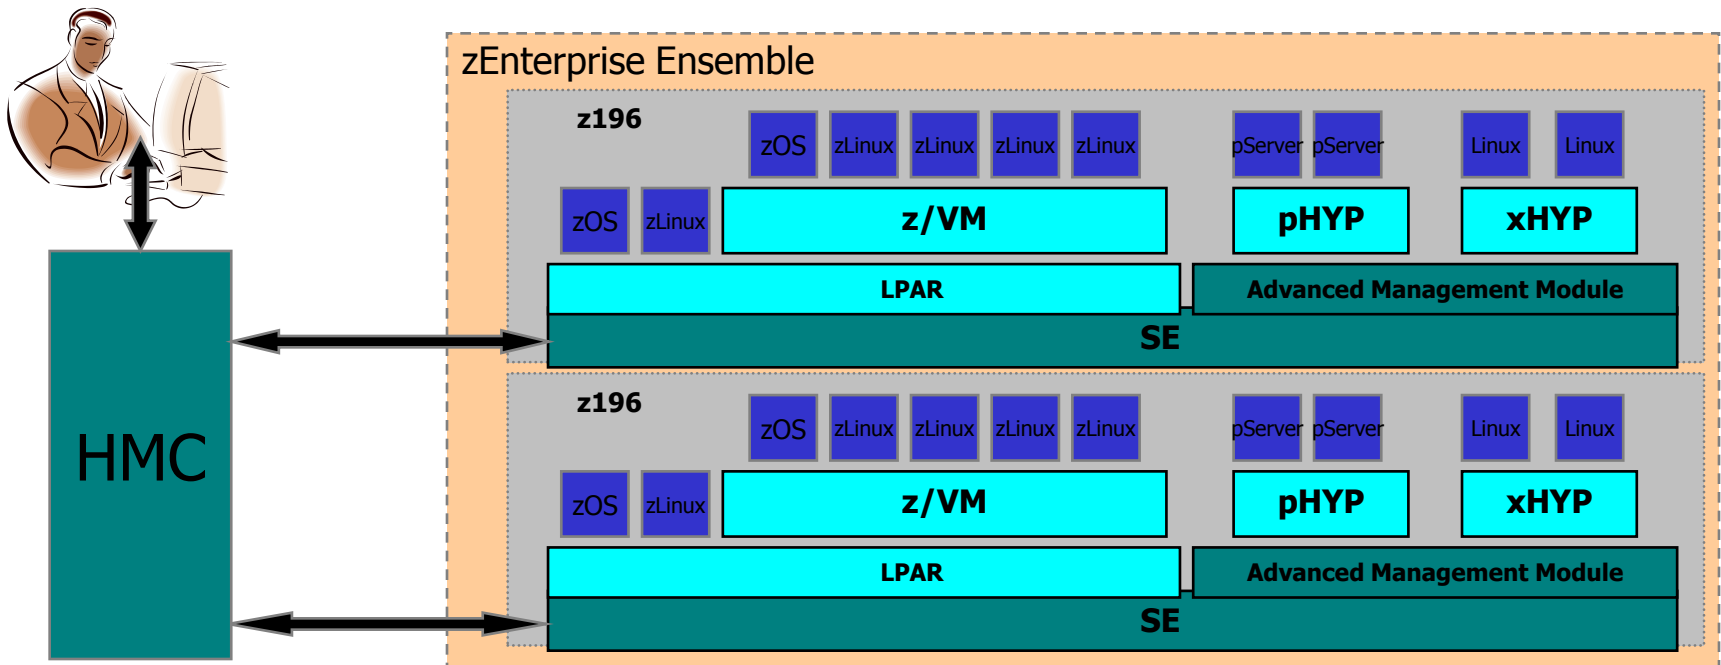 zEnterprise Ensemble
z196
zOS zLinux zLinux zLinux zLinux pServer pServer Linux Linux
zOS zLinux z/VM pHYP xHYP
LPAR Advanced Management Module
SE
HMC
z196
zOS zLinux zLinux zLinux zLinux pServer pServer Linux Linux
zOS zLinux z/VM pHYP xHYP
LPAR Advanced Management Module
SE